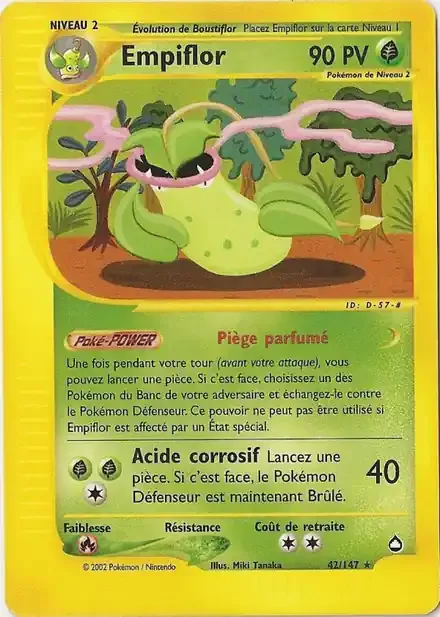 NIVEAU 2
Évolution de Boustiflor Placez Empiflor sur la carte Niveau 1
Empiflor 90 PV
Pokémon de Niveau 2
ID: D-57-#
Poké-POWER Piège parfumé
Une fois pendant votre tour (avant votre attaque), vous
pouvez lancer une pièce. Si c'est face, choisissez un des
Pokémon du Banc de votre adversaire et échangez-le contre
le Pokémon Défenseur. Ce pouvoir ne peut pas être utilisé si
Empiflor est affecté par un État spécial.
Acide corrosif Lancez une
pièce. Si c'est face, le Pokémon
Défenseur est maintenant Brûlé.
40
Faiblesse Résistance Coût de retraite
© 2002 Pokémon / Nintendo Illus. Miki Tanaka 42/147 ★